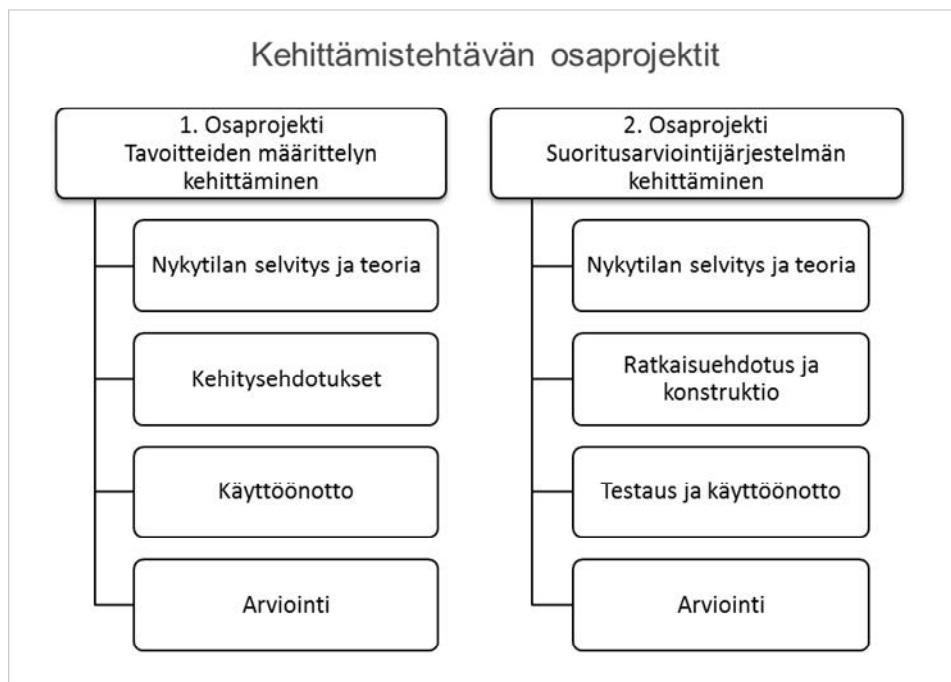 Kehittämistehtävän osaprojektit
1. Osaprojekti
Tavoitteiden määrittelyn
kehittäminen
Nykytilan selvitys ja teoria
Kehitysehdotukset
Käyttöönotto
Arviointi
2. Osaprojekti
Suoritusarviointijärjestelmän
kehittäminen
Nykytilan selvitys ja teoria
Ratkaisuehdotus ja
konstruktio
Testaus ja käyttöönotto
Arviointi